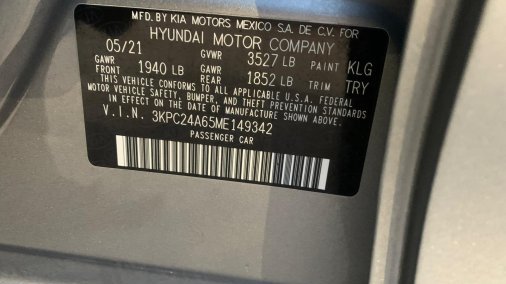 MFD. BY KIA MOTORS MEXICO S.A. DE C.V. FOR
HYUNDAI MOTOR COMPANY
05/21 GVWR 3527 LB PAINT KLG
GAWR FRONT 1940 LB GAWR REAR 1852 LB TRIM TRY
THIS VEHICLE CONFORMS TO ALL APPLICABLE U.S.A. FEDERAL
MOTOR VEHICLE SAFETY, BUMPER, AND THEFT PREVENTION STANDARDS
IN EFFECT ON THE DATE OF MANUFACTURE SHOWN ABOVE.
V.I.N. 3KPC24A65ME149342
PASSENGER CAR